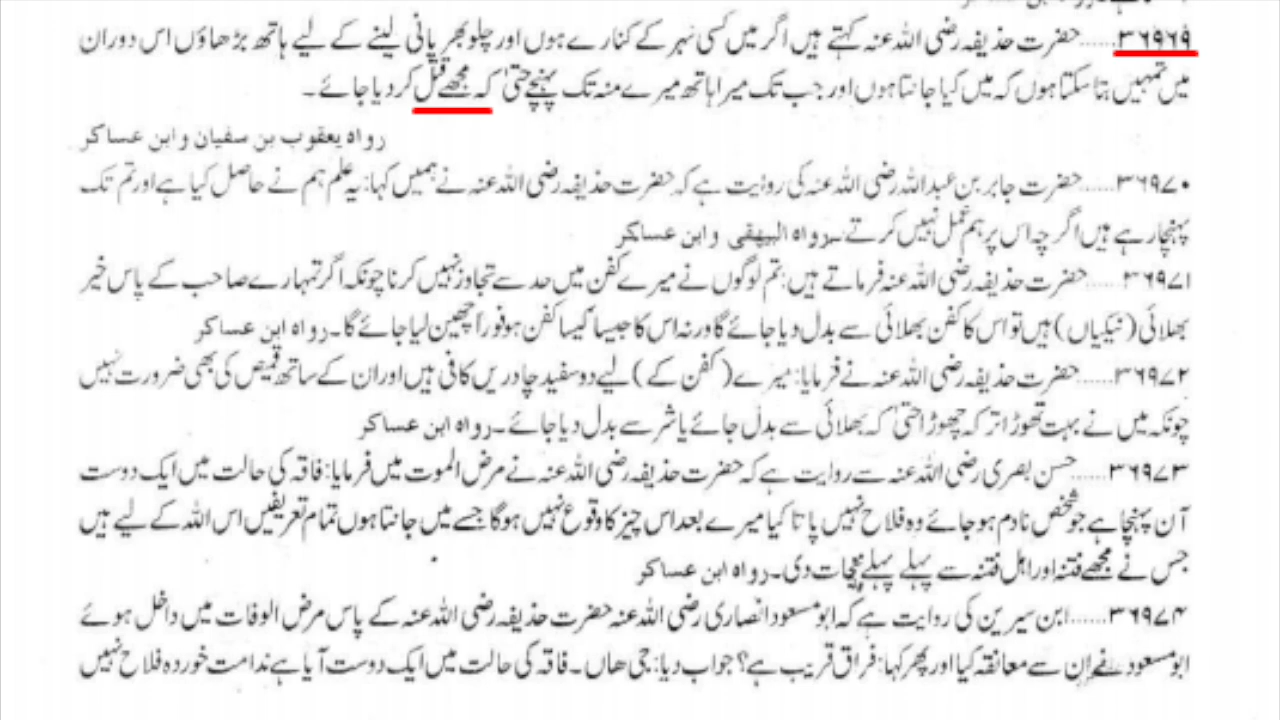 ۳۶۹۶۹......حضرت حذیفہ رضی اللہ عنہ کہتے ہیں اگر میں کسی نہر کے کنارے ہوں اور چلو بھر پانی لینے کے لیے ہاتھ بڑھاؤں اس دوران
میں تمہیں بتا سکتا ہوں کہ میں کیا جانتا ہوں اور جب تک میرا ہاتھ میرے منہ تک پہنچے حتیٰ کہ مجھے قتل کر دیا جائے۔
رواہ یعقوب بن سفیان وابن عساکر
۳۶۹۷۰......حضرت جابر بن عبداللہ رضی اللہ عنہ کی روایت ہے کہ حضرت حذیفہ رضی اللہ عنہ نے ہمیں کہا: یہ علم ہم نے حاصل کیا ہے اور تم تک
پہنچا رہے ہیں اگر چہ اس پر ہم عمل نہیں کرتے۔رواہ البیھقی وابن عساکر
۳۶۹۷۱......حضرت حذیفہ رضی اللہ عنہ فرماتے ہیں: تم لوگوں نے میرے کفن میں حد سے تجاوز نہیں کرنا چونکہ اگر تمہارے صاحب کے پاس خیر
بھلائی (نیکیاں) ہیں تو اس کا کفن بھلائی سے بدل دیا جائے گا ورنہ اس کا جیسا کیسا کفن ہو فوراً چھین لیا جائے گا۔رواہ ابن عساکر
۳۶۹۷۲......حضرت حذیفہ رضی اللہ عنہ نے فرمایا: میرے (کفن کے) لیے دو سفید چادریں کافی ہیں اور ان کے ساتھ قمیص کی بھی ضرورت نہیں
چونکہ میں نے بہت تھوڑا ترکہ چھوڑا حتیٰ کہ بھلائی سے بدل جائے یا شر سے بدل دیا جائے۔رواہ ابن عساکر
۳۶۹۷۳......حسن بصری رضی اللہ عنہ سے روایت ہے کہ حضرت حذیفہ رضی اللہ عنہ نے مرض الموت میں فرمایا: فاقہ کی حالت میں ایک دوست
آن پہنچا ہے جو شخص نادم ہو جائے وہ فلاح نہیں پاتا کیا میرے بعد اس چیز کا وقوع نہیں ہوگا جسے میں جانتا ہوں تمام تعریفیں اس اللہ کے لیے ہیں
جس نے مجھے فتنہ اور اہل فتنہ سے پہلے پہلے نجات دی۔رواہ ابن عساکر
۳۶۹۷۴......ابن سیرین کی روایت ہے کہ ابو مسعود انصاری رضی اللہ عنہ حضرت حذیفہ رضی اللہ عنہ کے پاس مرض الوفات میں داخل ہوئے
ابو مسعود نے ان سے معانقہ کیا اور پھر کہا: فراق قریب ہے؟ جواب دیا: جی ھاں۔ فاقہ کی حالت میں ایک دوست آیا ہے ندامت خوردہ فلاح نہیں